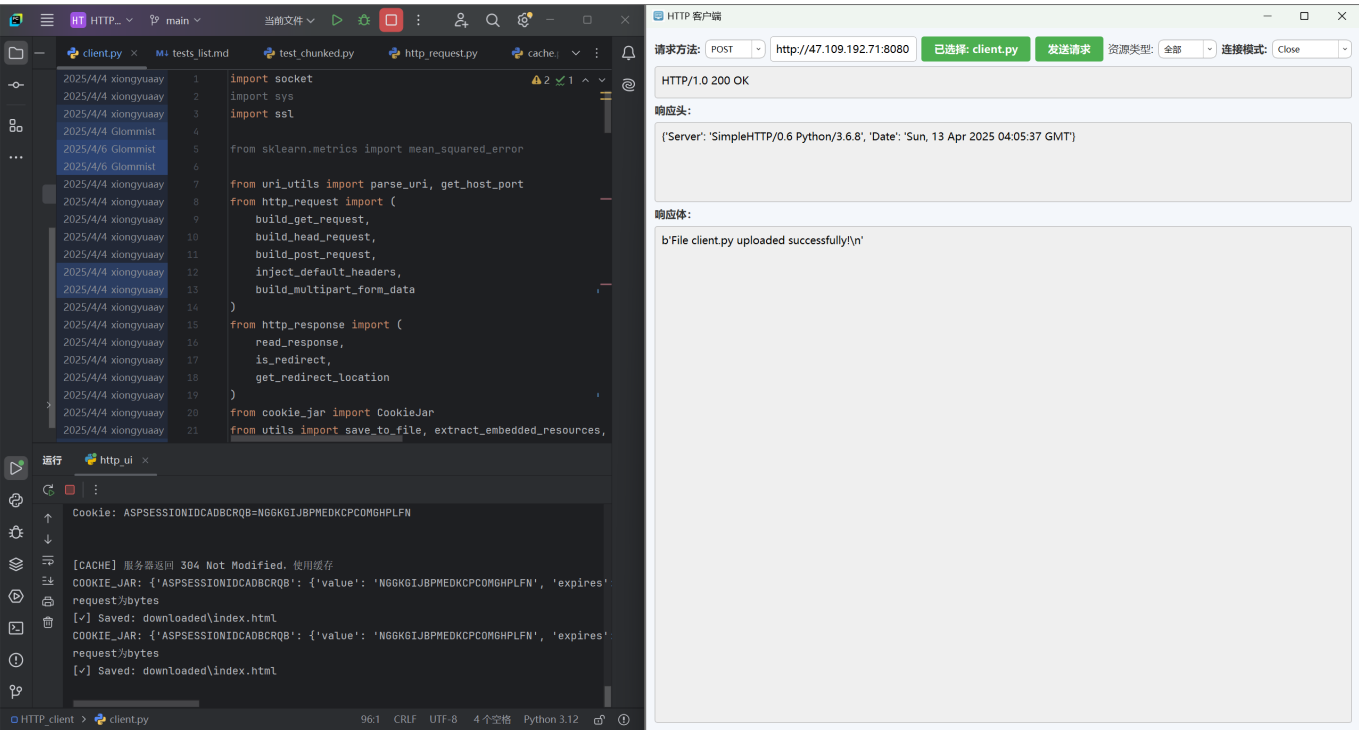 HT HTTP... main 当前文件
client.py tests_list.md test_chunked.py http_request.py cache.
2025/4/4 xiongyuaay 1 import socket 2 1
2025/4/4 xiongyuaay 2 import sys
2025/4/4 xiongyuaay 3 import ssl
2025/4/4 Glommist 4
2025/4/6 Glommist 5 from sklearn.metrics import mean_squared_error
2025/4/6 Glommist 6
2025/4/4 xiongyuaay 7 from uri_utils import parse_uri, get_host_port
2025/4/4 xiongyuaay 8 from http_request import (
2025/4/4 xiongyuaay 9 build_get_request,
2025/4/4 xiongyuaay 10 build_head_request,
2025/4/4 xiongyuaay 11 build_post_request,
2025/4/4 xiongyuaay 12 inject_default_headers,
2025/4/4 xiongyuaay 13 build_multipart_form_data
2025/4/4 xiongyuaay 14 )
2025/4/4 xiongyuaay 15 from http_response import (
2025/4/4 xiongyuaay 16 read_response,
2025/4/4 xiongyuaay 17 is_redirect,
2025/4/4 xiongyuaay 18 get_redirect_location
2025/4/4 xiongyuaay 19 )
2025/4/4 xiongyuaay 20 from cookie_jar import CookieJar
2025/4/4 xiongyuaay 21 from utils import save_to_file, extract_embedded_resources,
运行 http_ui
Cookie: ASPSESSIONIDCADBCRQB=NGGKGIJBPMEDKCPCOMGHPLFN
[CACHE] 服务器返回 304 Not Modified. 使用缓存
COOKIE_JAR: {'ASPSESSIONIDCADBCRQB': {'value': 'NGGKGIJBPMEDKCPCOMGHPLFN', 'expires'
request为bytes
[✓] Saved: downloaded\index.html
COOKIE_JAR: {'ASPSESSIONIDCADBCRQB': {'value': 'NGGKGIJBPMEDKCPCOMGHPLFN', 'expires'
request为bytes
[✓] Saved: downloaded\index.html
HTTP_client > client.py 96:1 CRLF UTF-8 4 个空格 Python 3.12
HTTP 客户端
请求方法: POST http://47.109.192.71:8080 已选择: client.py 发送请求 资源类型: 全部 连接模式: Close
HTTP/1.0 200 OK
响应头:
{'Server': 'SimpleHTTP/0.6 Python/3.6.8', 'Date': 'Sun, 13 Apr 2025 04:05:37 GMT'}
响应体:
b'File client.py uploaded successfully!\n'